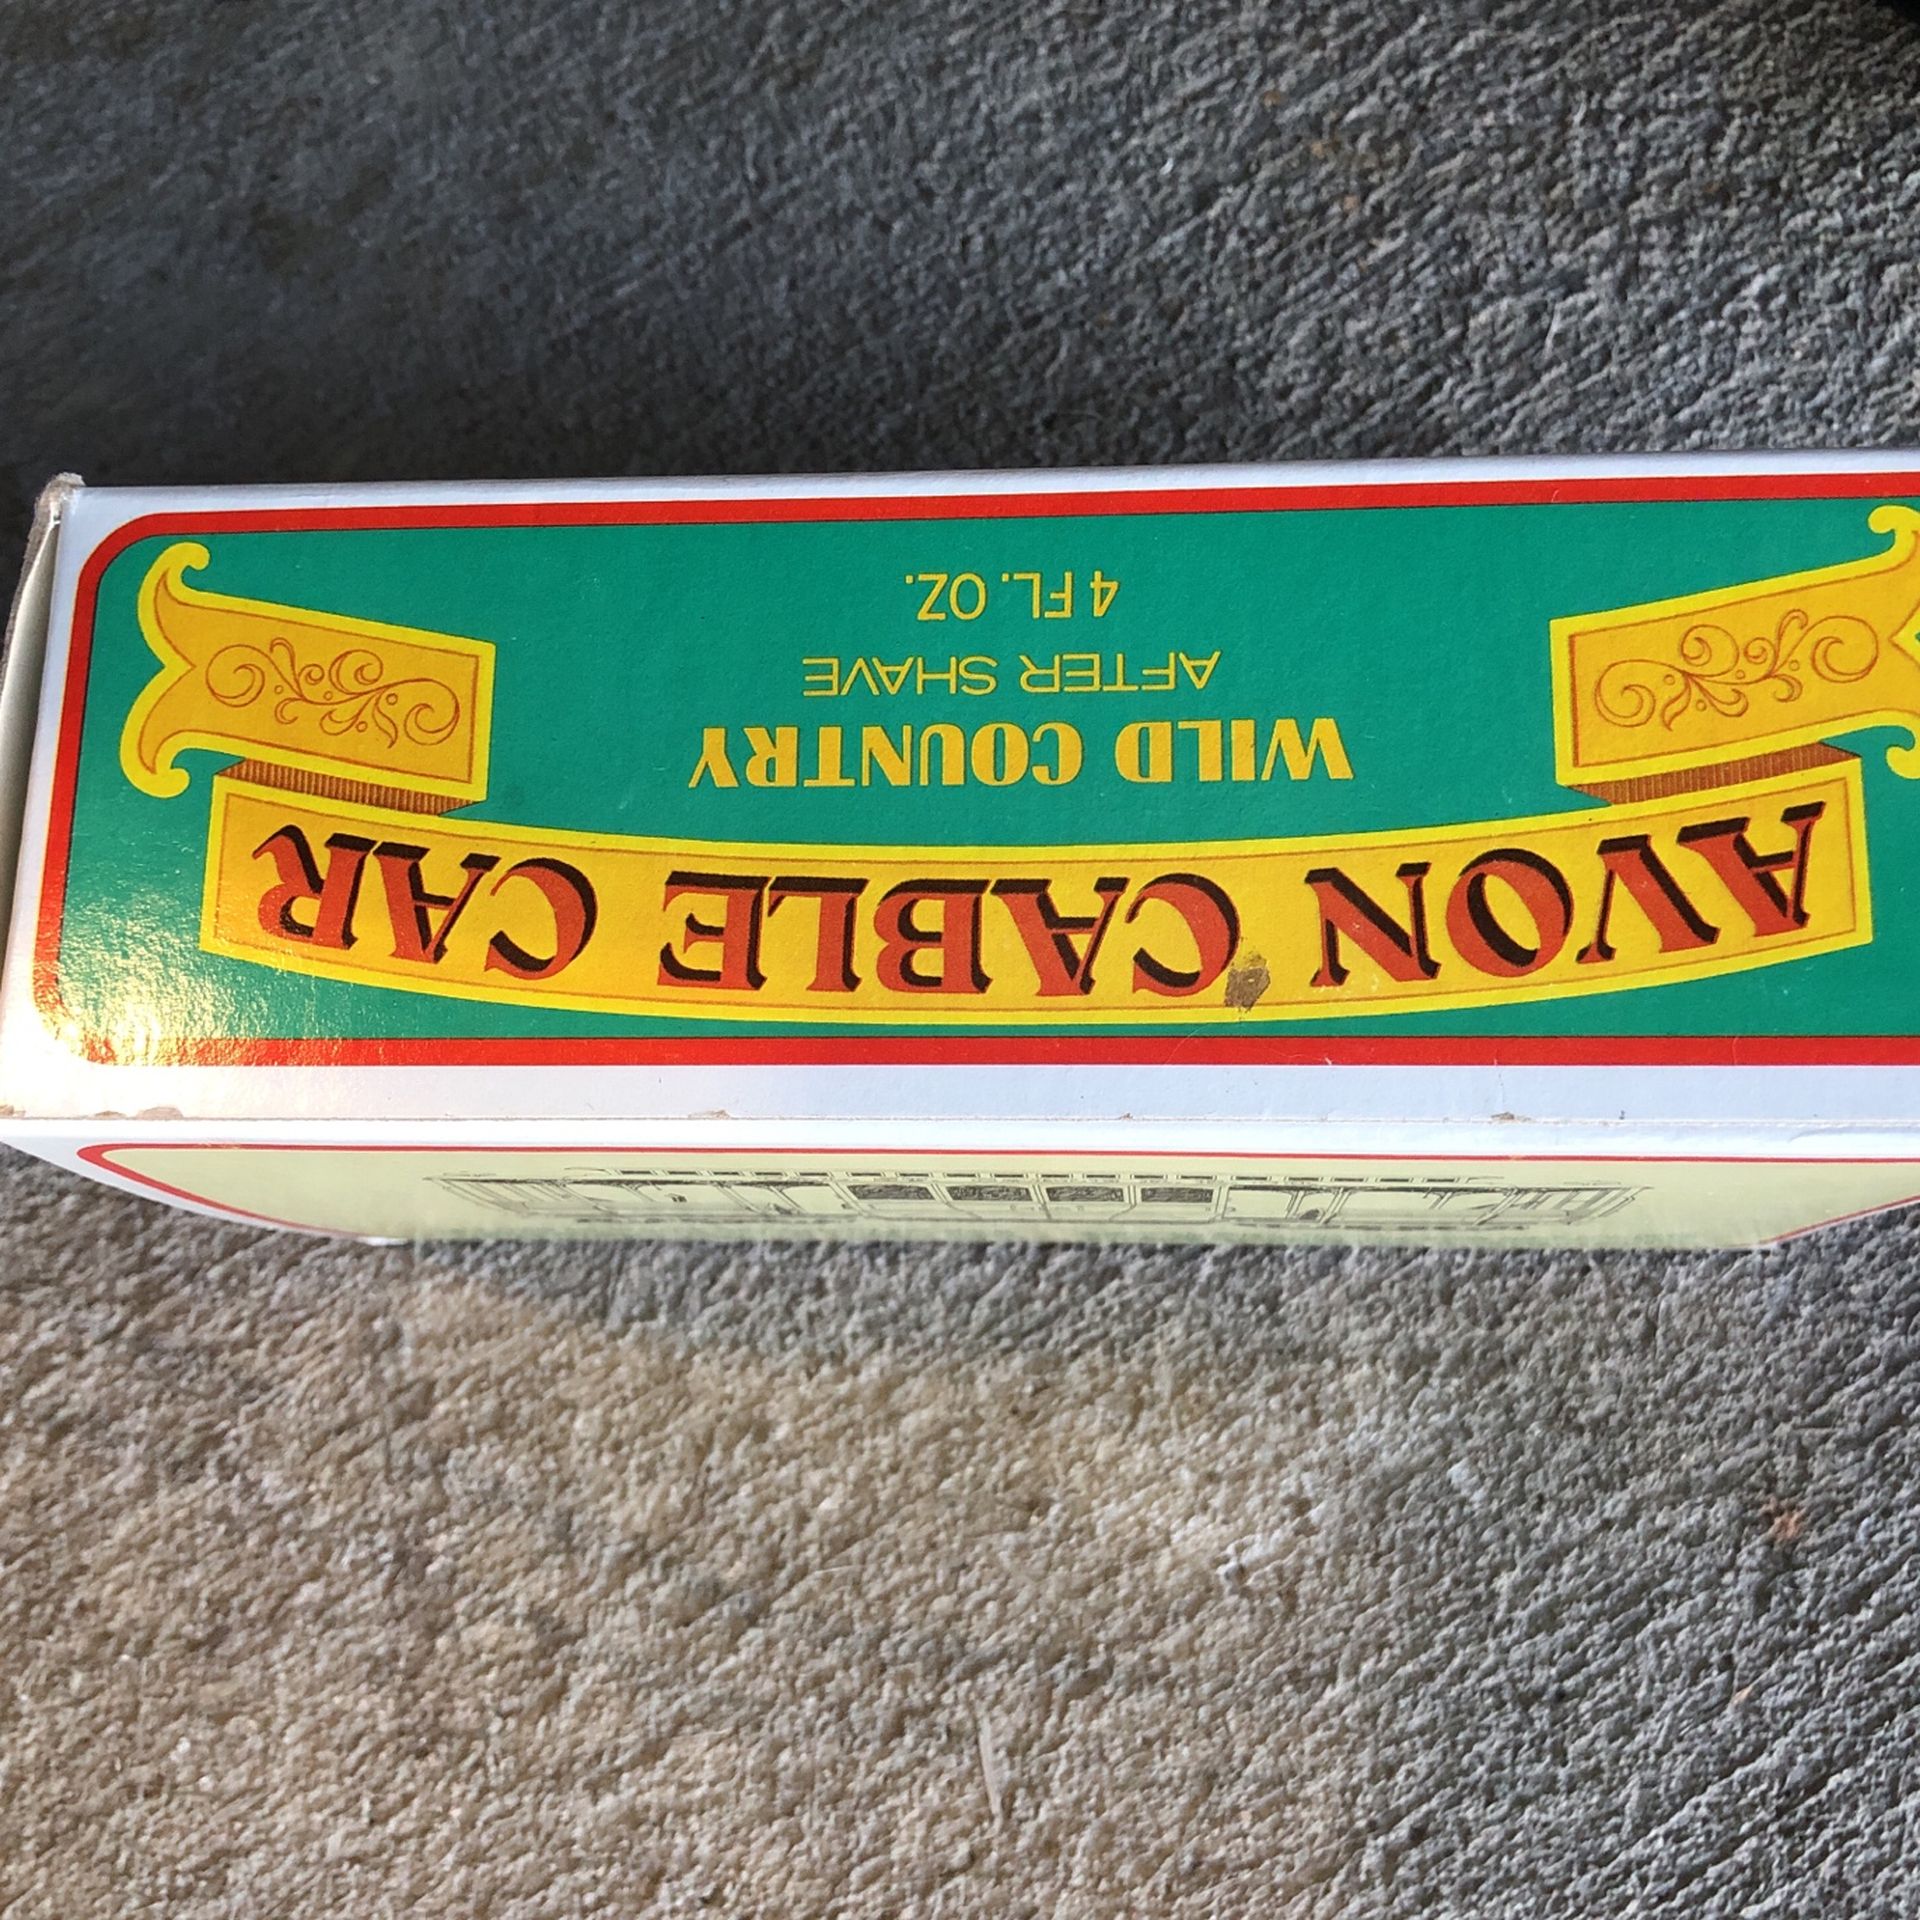 AVON CABLE CAR
WILD COUNTRY
AFTER SHAVE
4 FL. OZ.